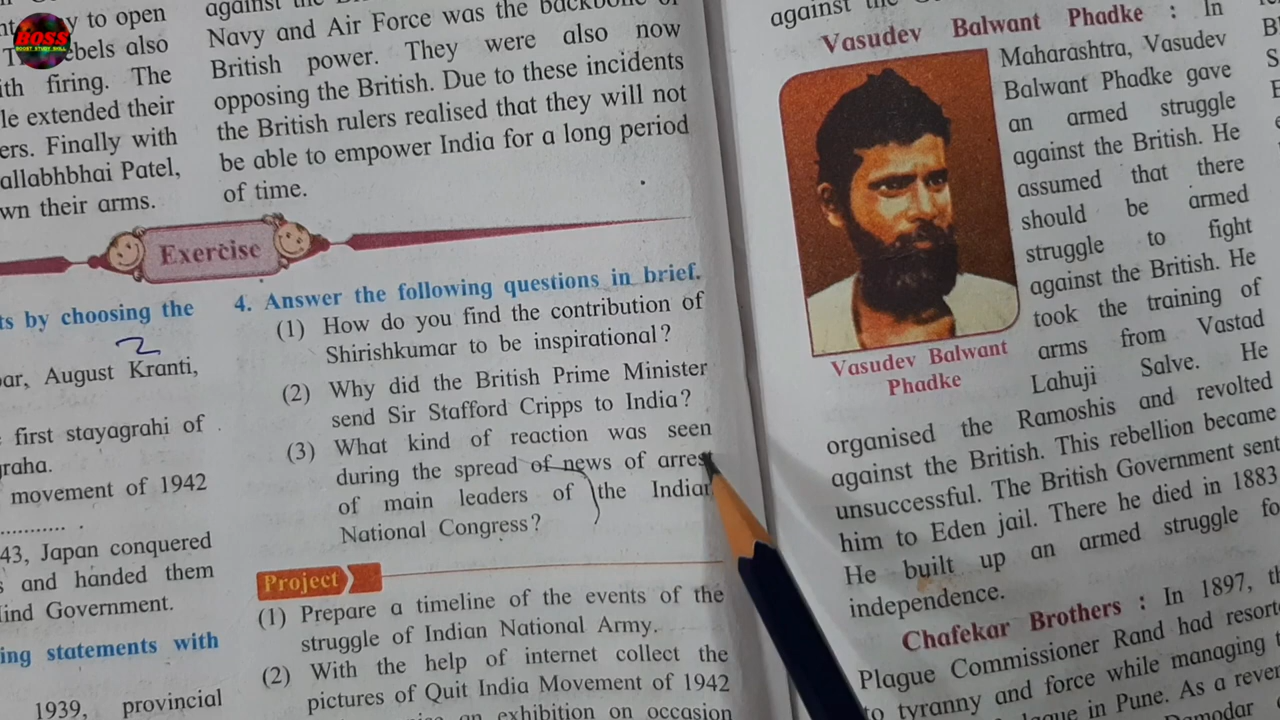 BOSS
BOOST STUDY SKILL
to open
ebels also
firing. The
le extended their
ers. Finally with
allabhbhai Patel,
wn their arms.
against the
Navy and Air Force was the backbone of
British power. They were also now
opposing the British. Due to these incidents
the British rulers realised that they will not
be able to empower India for a long period
of time.
Exercise
ts by choosing the
2
ar, August Kranti,
first stayagrahi of
graha.
movement of 1942
............ .
43, Japan conquered
and handed them
Hind Government.
ing statements with
1939, provincial
4. Answer the following questions in brief.
(1) How do you find the contribution of
Shirishkumar to be inspirational?
(2) Why did the British Prime Minister
send Sir Stafford Cripps to India?
(3) What kind of reaction was seen
during the spread of news of arrest
of main leaders of the Indian
National Congress?
Project
(1) Prepare a timeline of the events of the
struggle of Indian National Army.
(2) With the help of internet collect the
pictures of Quit India Movement of 1942
an exhibition on occasion
against the
Vasudev Balwant Phadke : In
Maharashtra, Vasudev
Balwant Phadke gave
an armed struggle
against the British. He
assumed that there
should be armed
struggle to fight
against the British. He
took the training of
arms from Vastad
Lahuji Salve. He
Vasudev Balwant
Phadke
organised the Ramoshis and revolted
against the British. This rebellion became
unsuccessful. The British Government sent
him to Eden jail. There he died in 1883
He built up an armed struggle fo
independence.
Chafekar Brothers : In 1897, th
Plague Commissioner Rand had resort
to tyranny and force while managing
in Pune. As a reven
Damodar